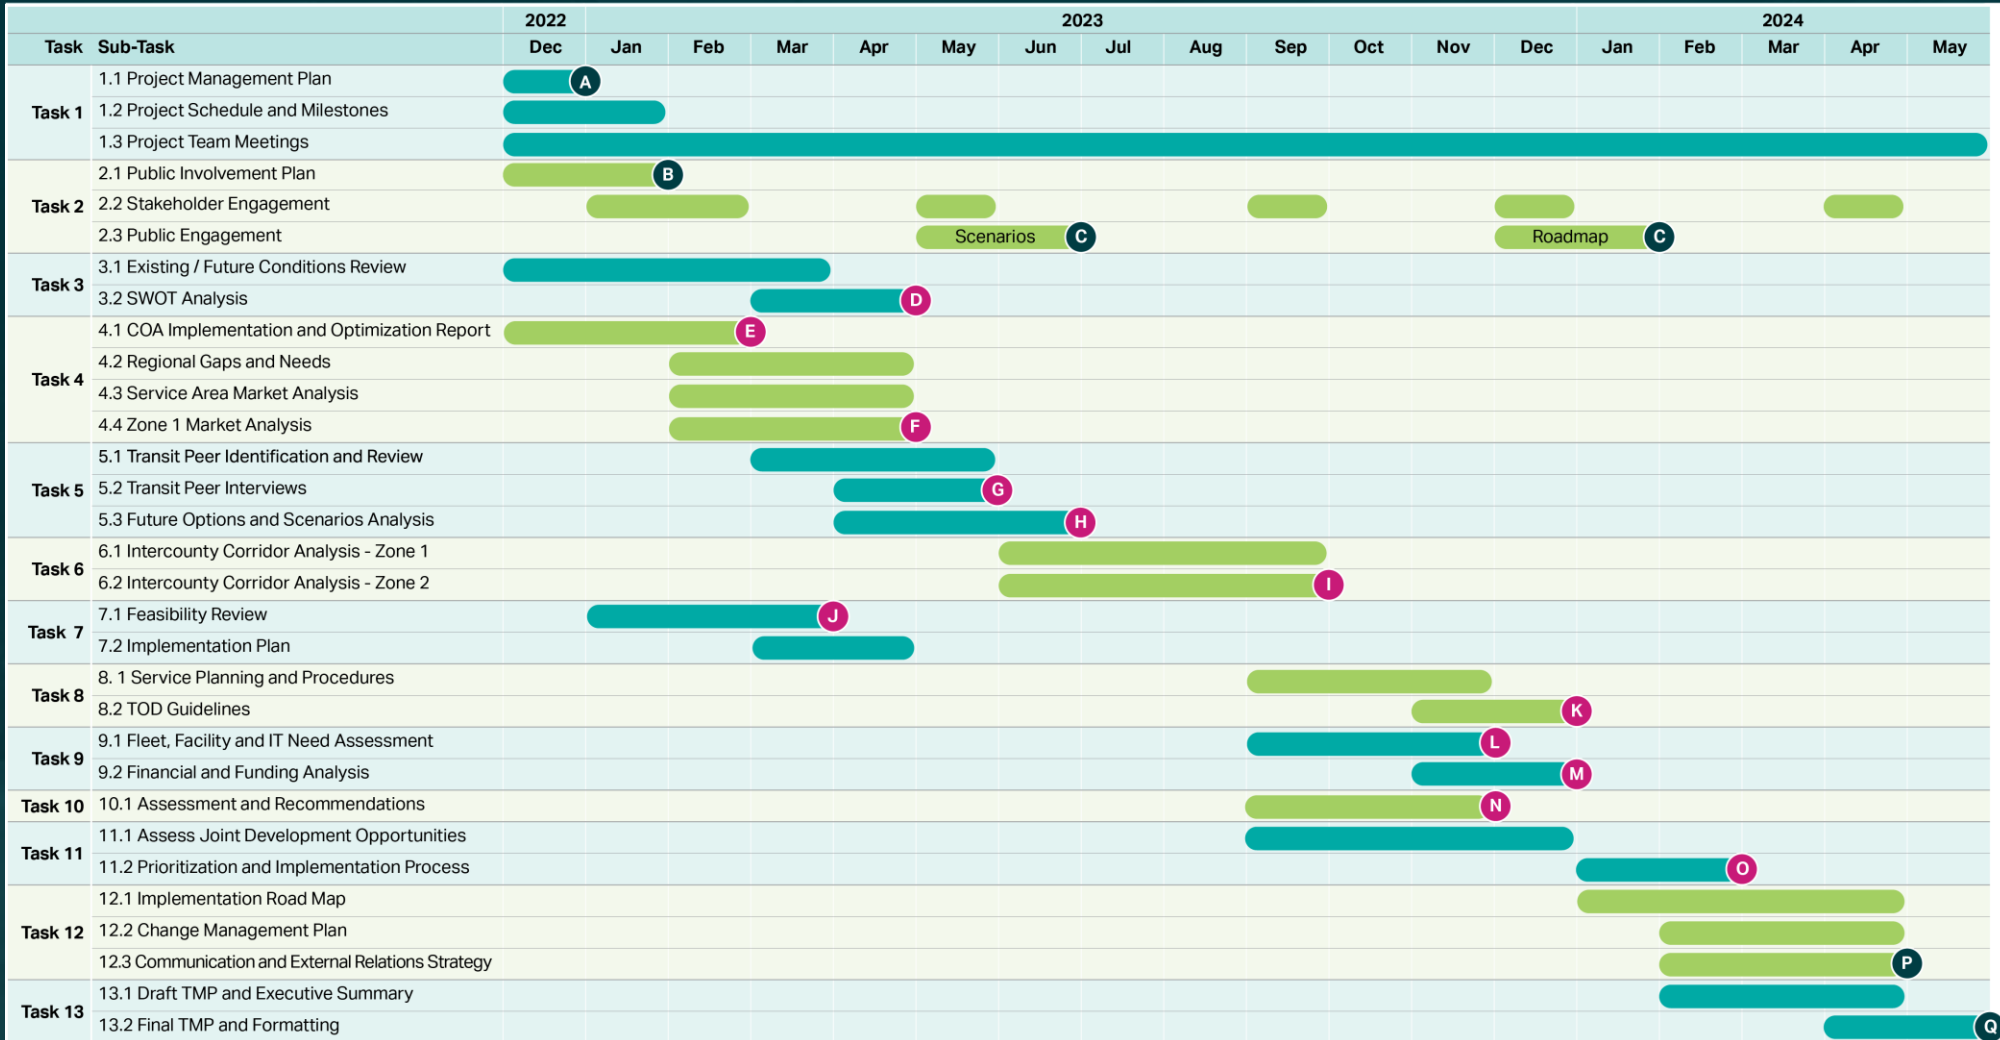 2022 2023 2024
Task Sub-Task Dec Jan Feb Mar Apr May Jun Jul Aug Sep Oct Nov Dec Jan Feb Mar Apr May
Task 1
1.1 Project Management Plan A
1.2 Project Schedule and Milestones
1.3 Project Team Meetings
Task 2
2.1 Public Involvement Plan B
2.2 Stakeholder Engagement
2.3 Public Engagement Scenarios C Roadmap C
Task 3
3.1 Existing / Future Conditions Review
3.2 SWOT Analysis D
Task 4
4.1 COA Implementation and Optimization Report E
4.2 Regional Gaps and Needs
4.3 Service Area Market Analysis
4.4 Zone 1 Market Analysis F
Task 5
5.1 Transit Peer Identification and Review
5.2 Transit Peer Interviews G
5.3 Future Options and Scenarios Analysis H
Task 6
6.1 Intercounty Corridor Analysis - Zone 1
6.2 Intercounty Corridor Analysis - Zone 2 I
Task 7
7.1 Feasibility Review J
7.2 Implementation Plan
Task 8
8. 1 Service Planning and Procedures
8.2 TOD Guidelines K
Task 9
9.1 Fleet, Facility and IT Need Assessment L
9.2 Financial and Funding Analysis M
Task 10
10.1 Assessment and Recommendations N
Task 11
11.1 Assess Joint Development Opportunities
11.2 Prioritization and Implementation Process O
Task 12
12.1 Implementation Road Map
12.2 Change Management Plan
12.3 Communication and External Relations Strategy P
Task 13
13.1 Draft TMP and Executive Summary
13.2 Final TMP and Formatting Q